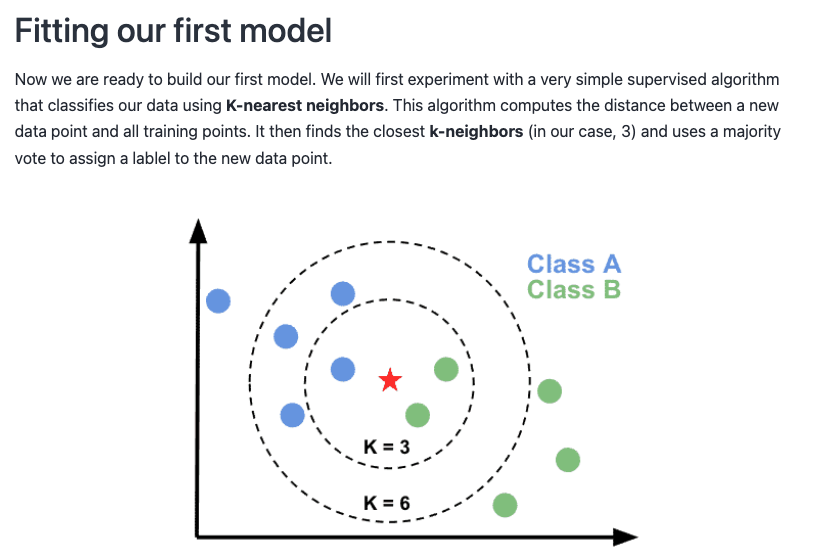 Fitting our first model
Now we are ready to build our first model. We will first experiment with a very simple supervised algorithm
that classifies our data using K-nearest neighbors. This algorithm computes the distance between a new
data point and all training points. It then finds the closest k-neighbors (in our case, 3) and uses a majority
vote to assign a lablel to the new data point.
Class A
Class B
K = 3
K = 6